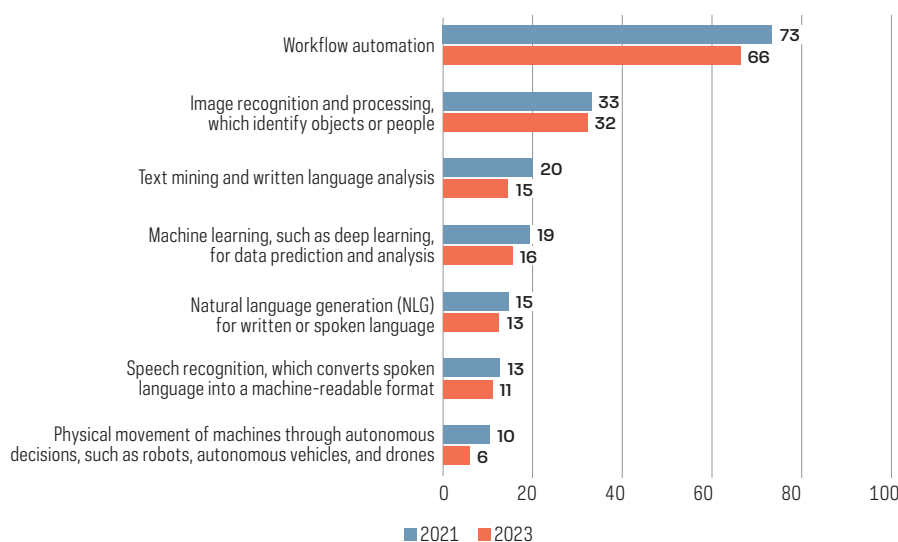 Workflow automation
73
66
Image recognition and processing,
which identify objects or people
33
32
Text mining and written language analysis
20
15
Machine learning, such as deep learning,
for data prediction and analysis
19
16
Natural language generation (NLG)
for written or spoken language
15
13
Speech recognition, which converts spoken
language into a machine-readable format
13
11
Physical movement of machines through autonomous
decisions, such as robots, autonomous vehicles, and drones
10
6
0 20 40 60 80 100
2021 2023